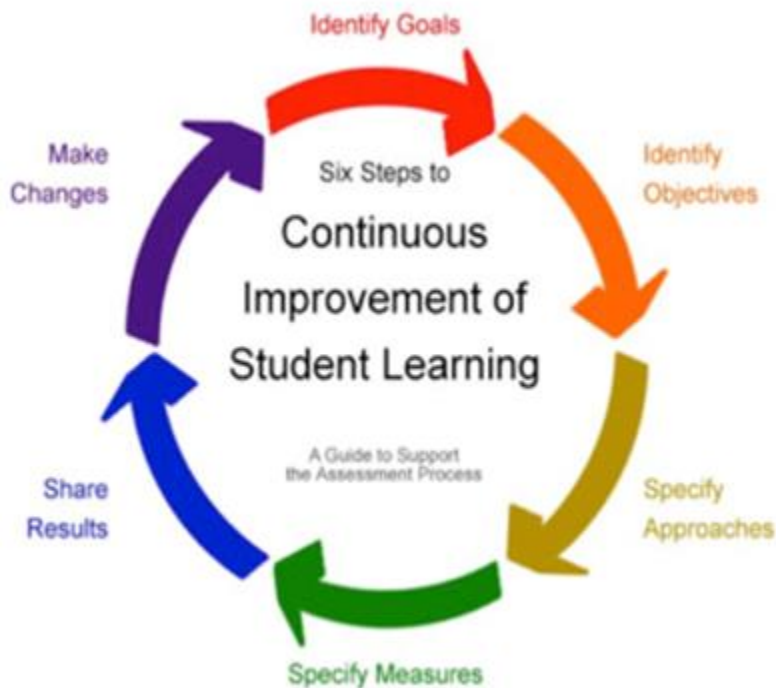 Identify Goals
Identify
Objectives
Specify
Approaches
Specify Measures
Share
Results
Make
Changes
Six Steps to
Continuous
Improvement of
Student Learning
A Guide to Support
the Assessment Process